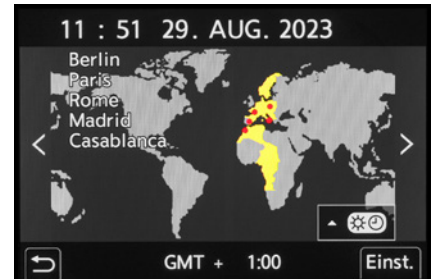 11 : 51 29. AUG. 2023
Berlin
Paris
Rome
Madrid
Casablanca
GMT + 1:00
Einst.